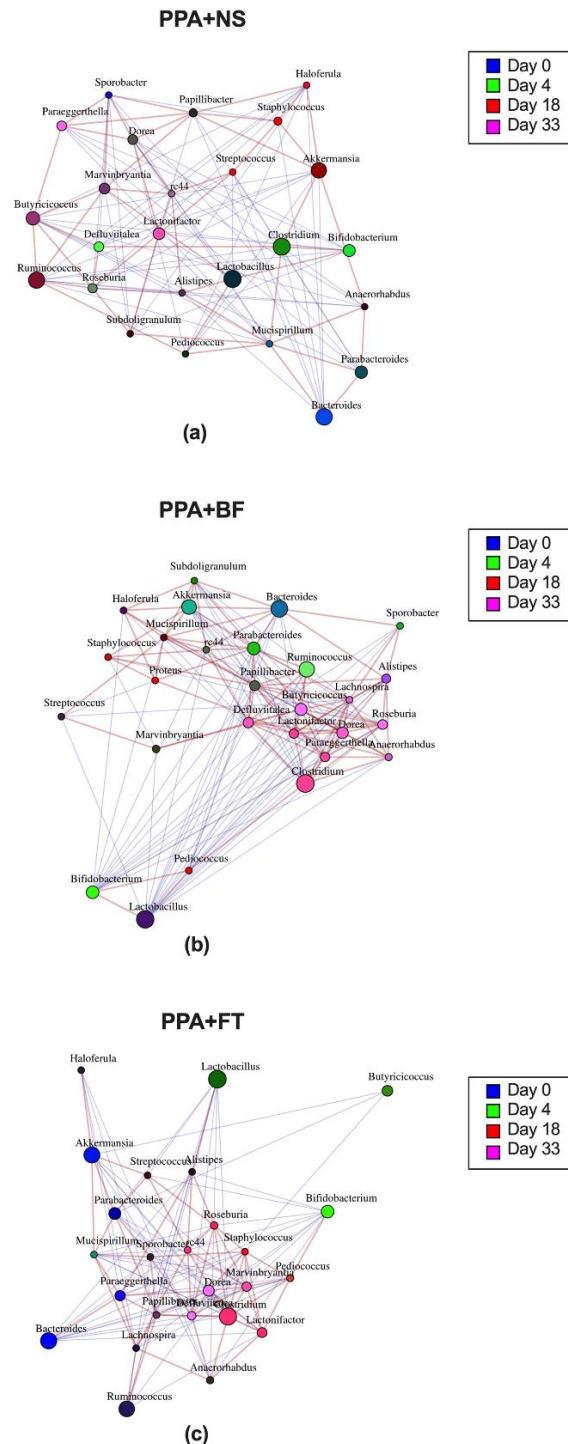 PPA+NS
Day 0
Day 4
Day 18
Day 33
Haloferula
Sporobacter
Papillibacter
Staphylococcus
Paraeggerthella
Dorea
Streptococcus
Akkermansia
Marvinbryantia
rc44
Butyricicoccus
Lactonifactor
Clostridium
Bifidobacterium
Defluviitalea
Ruminococcus
Roseburia
Alistipes
Lactobacillus
Anaerorhabdus
Subdoligranulum
Mucispirillum
Pediococcus
Parabacteroides
Bacteroides
(a)
PPA+BF
Day 0
Day 4
Day 18
Day 33
Subdoligranulum
Akkermansia
Bacteroides
Haloferula
Sporobacter
Mucispirillum
rc44
Parabacteroides
Staphylococcus
Ruminococcus
Proteus
Papillibacter
Alistipes
Lachnospira
Butyricicoccus
Streptococcus
Defluviitalea
Lactonifactor
Dorea
Roseburia
Marvinbryantia
Paraeggerthella
Anaerorhabdus
Clostridium
Pediococcus
Bifidobacterium
Lactobacillus
(b)
PPA+FT
Day 0
Day 4
Day 18
Day 33
Haloferula
Lactobacillus
Butyricicoccus
Akkermansia
Streptococcus
Alistipes
Parabacteroides
Bifidobacterium
Roseburia
Mucispirillum
Sporobacter
rc44
Staphylococcus
Paraeggerthella
Dorea
Marvinbryantia
Pediococcus
Papillibacter
Defluviitalea
Clostridium
Bacteroides
Lachnospira
Lactonifactor
Anaerorhabdus
Ruminococcus
(c)